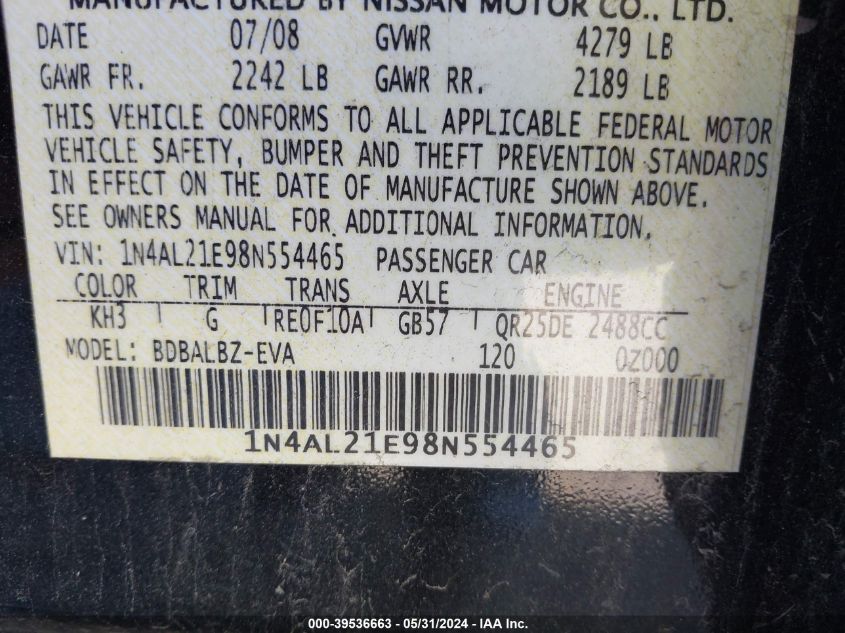 MANUFACTURED BY NISSAN MOTOR CO., LTD.
DATE 07/08 GVWR 4279 LB
GAWR FR. 2242 LB GAWR RR. 2189 LB
THIS VEHICLE CONFORMS TO ALL APPLICABLE FEDERAL MOTOR
VEHICLE SAFETY, BUMPER AND THEFT PREVENTION STANDARDS
IN EFFECT ON THE DATE OF MANUFACTURE SHOWN ABOVE.
SEE OWNERS MANUAL FOR ADDITIONAL INFORMATION.
VIN: 1N4AL21E98N554465 PASSENGER CAR
COLOR TRIM TRANS AXLE ENGINE
KH3 G RE0F10A GB57 QR25DE 2488CC
MODEL: BDBALBZ-EVA 120 0Z000
1N4AL21E98N554465
000-39536663 - 05/31/2024 - IAA Inc.